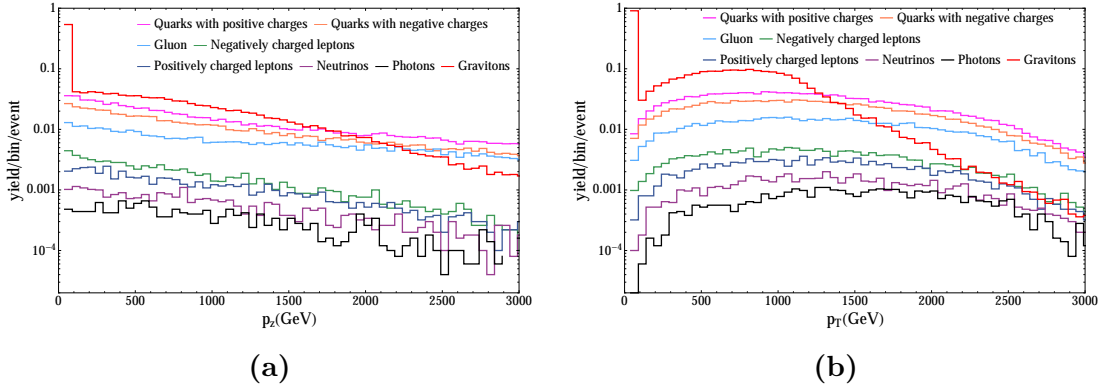 Quarks with positive charges Quarks with negative charges
Gluon Negatively charged leptons
Positively charged leptons Neutrinos Photons Gravitons
yield/bin/event
1
0.1
0.01
0.001
10⁻⁴
0 500 1000 1500 2000 2500 3000
p_z(GeV)
(a)
Quarks with positive charges Quarks with negative charges
Gluon Negatively charged leptons
Positively charged leptons Neutrinos Photons Gravitons
yield/bin/event
1
0.1
0.01
0.001
10⁻⁴
0 500 1000 1500 2000 2500 3000
p_T(GeV)
(b)